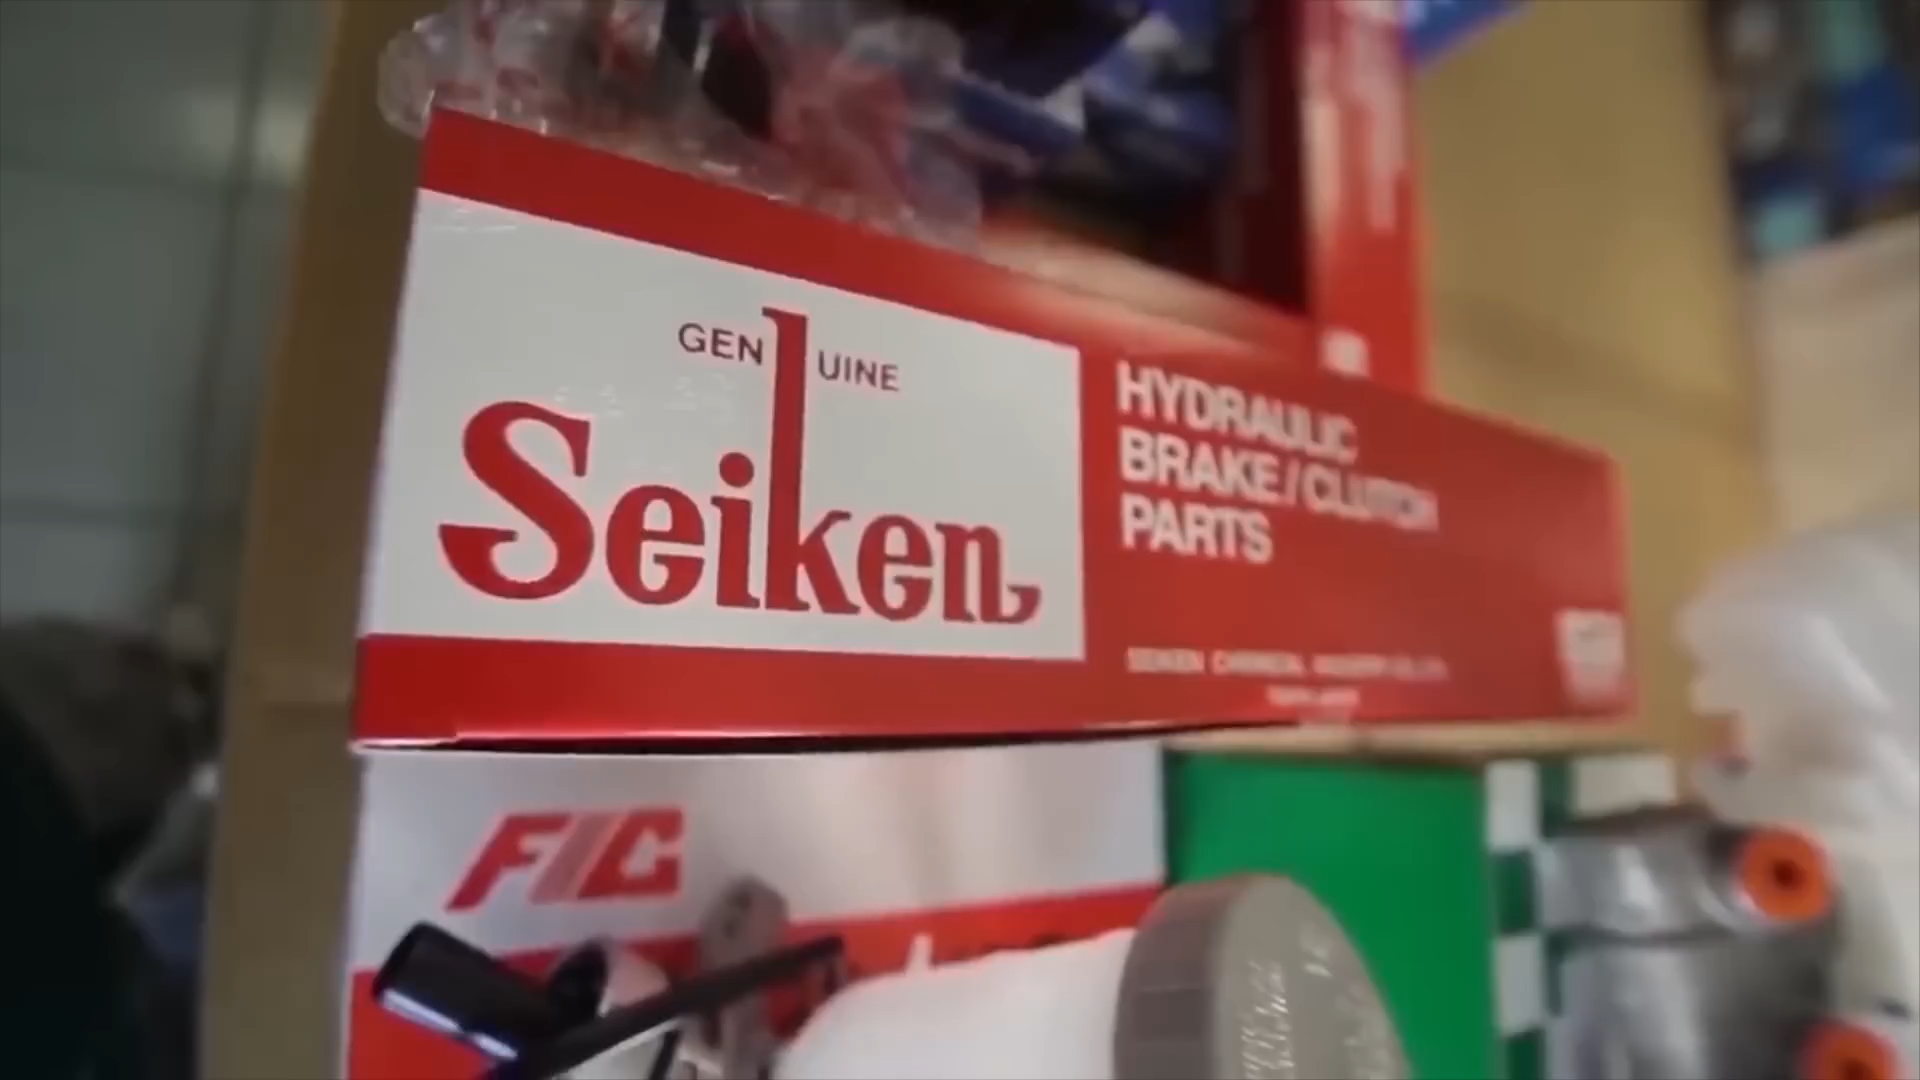 GENUINE
Seiken
HYDRAULIC
BRAKE/CLUTCH
PARTS
FIC